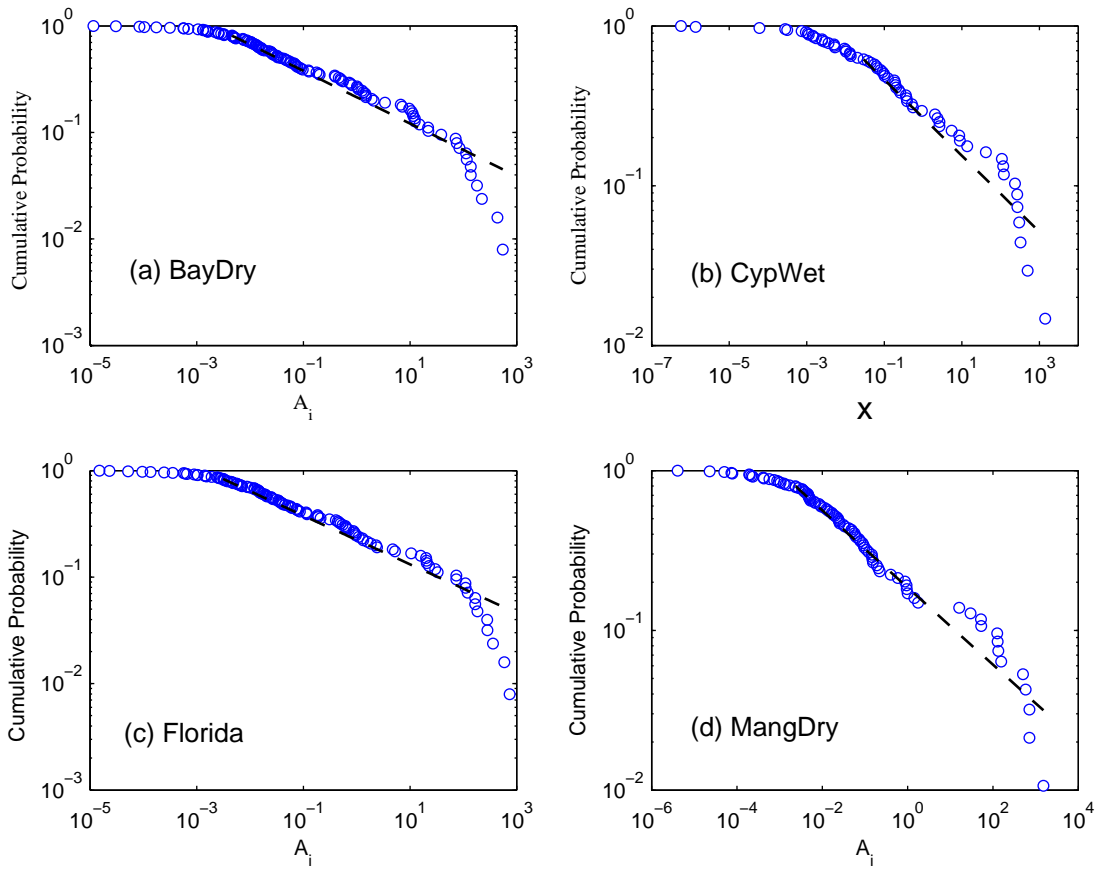 10^0
10^−1
10^−2
10^−3
Cumulative Probability
(a) BayDry
10^−5 10^−3 10^−1 10^1 10^3
A_i
10^0
10^−1
10^−2
Cumulative Probability
(b) CypWet
10^−7 10^−5 10^−3 10^−1 10^1 10^3
x
10^0
10^−1
10^−2
10^−3
Cumulative Probability
(c) Florida
10^−5 10^−3 10^−1 10^1 10^3
A_i
10^0
10^−1
10^−2
Cumulative Probability
(d) MangDry
10^−6 10^−4 10^−2 10^0 10^2 10^4
A_i